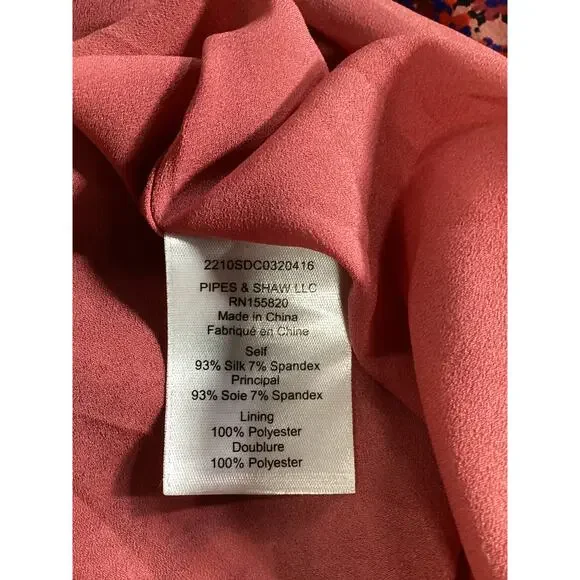 2210SDC0320416
PIPES & SHAW LLC
RN155820
Made in China
Fabriqué en Chine
Self
93% Silk 7% Spandex
Principal
93% Soie 7% Spandex
Lining
100% Polyester
Doublure
100% Polyester